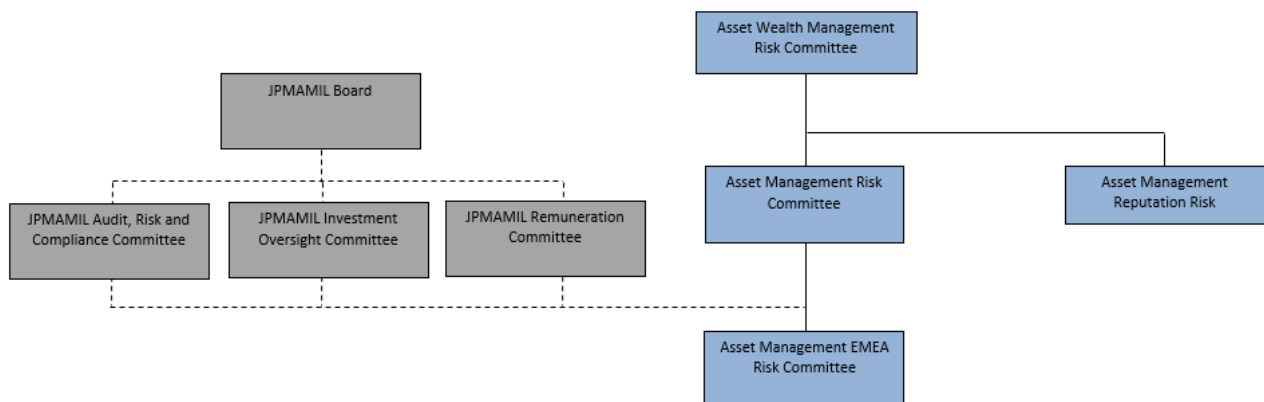 Asset Wealth Management
Risk Committee
JPMAMIL Board
Asset Management Risk
Committee
Asset Management
Reputation Risk
JPMAMIL Audit, Risk and
Compliance Committee
JPMAMIL Investment
Oversight Committee
JPMAMIL Remuneration
Committee
Asset Management EMEA
Risk Committee